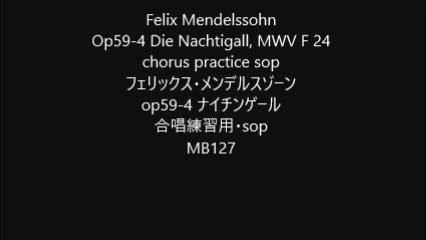 Felix Mendelssohn
Op59-4 Die Nachtigall, MWV F 24
chorus practice sop
フェリックス・メンデルスゾーン
op59-4 ナイチンゲール
合唱練習用・sop
MB127